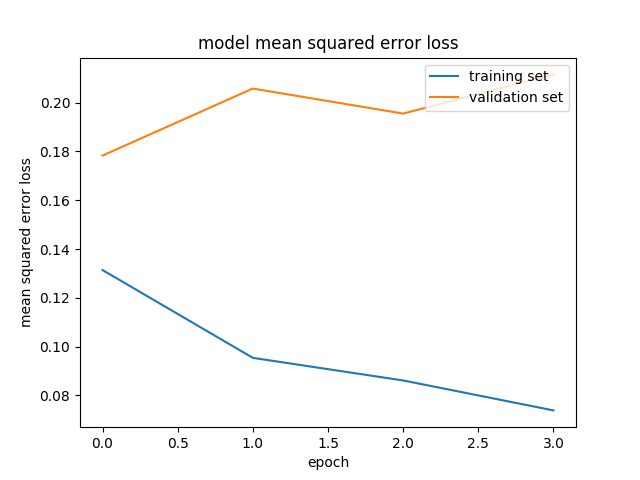 model mean squared error loss
training set
validation set
mean squared error loss
0.20
0.18
0.16
0.14
0.12
0.10
0.08
0.0 0.5 1.0 1.5 2.0 2.5 3.0
epoch